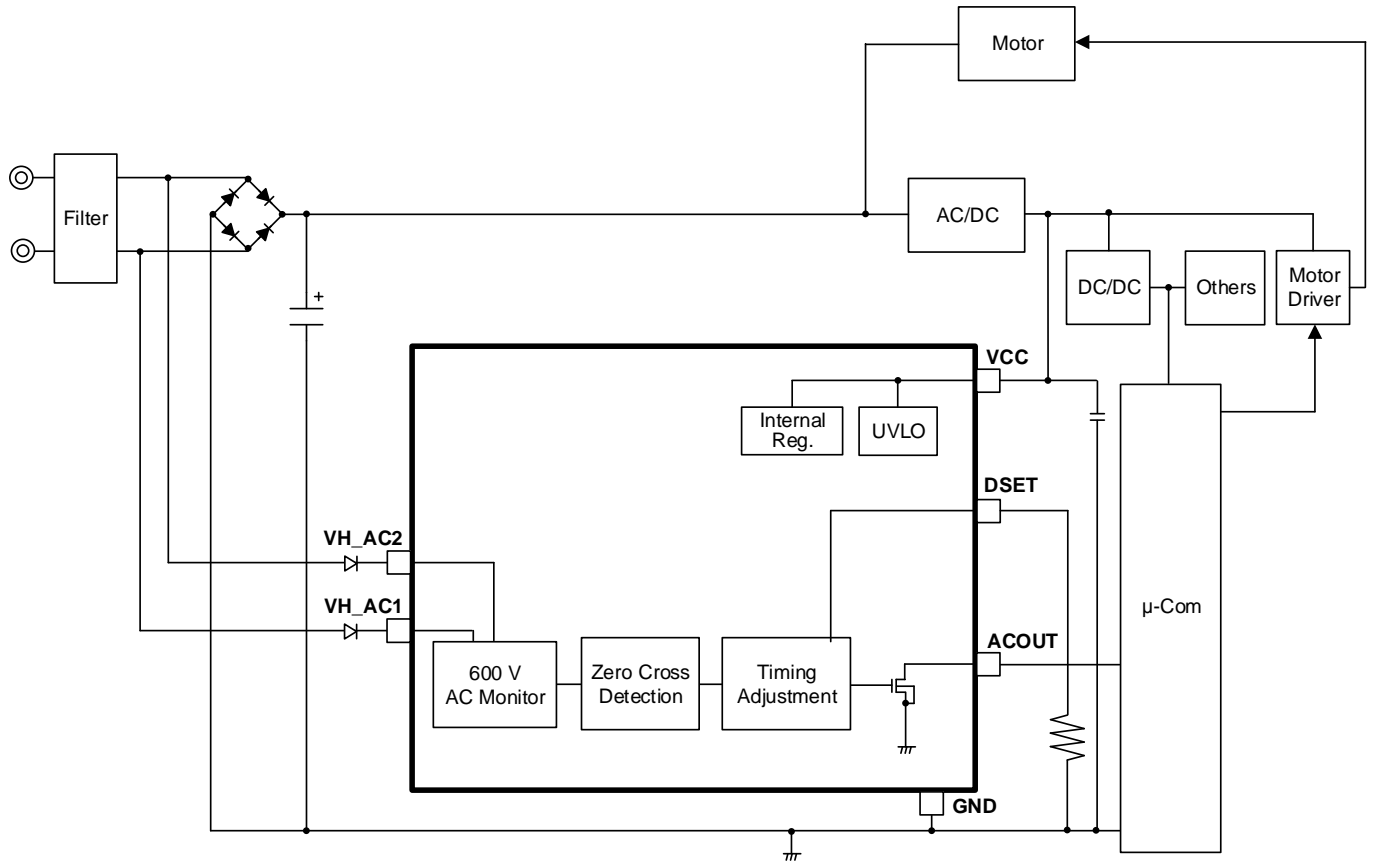 Motor
Filter
AC/DC
DC/DC
Others
Motor
Driver
+
VCC
Internal
Reg.
UVLO
DSET
VH_AC2
VH_AC1
µ-Com
ACOUT
600 V
AC Monitor
Zero Cross
Detection
Timing
Adjustment
GND